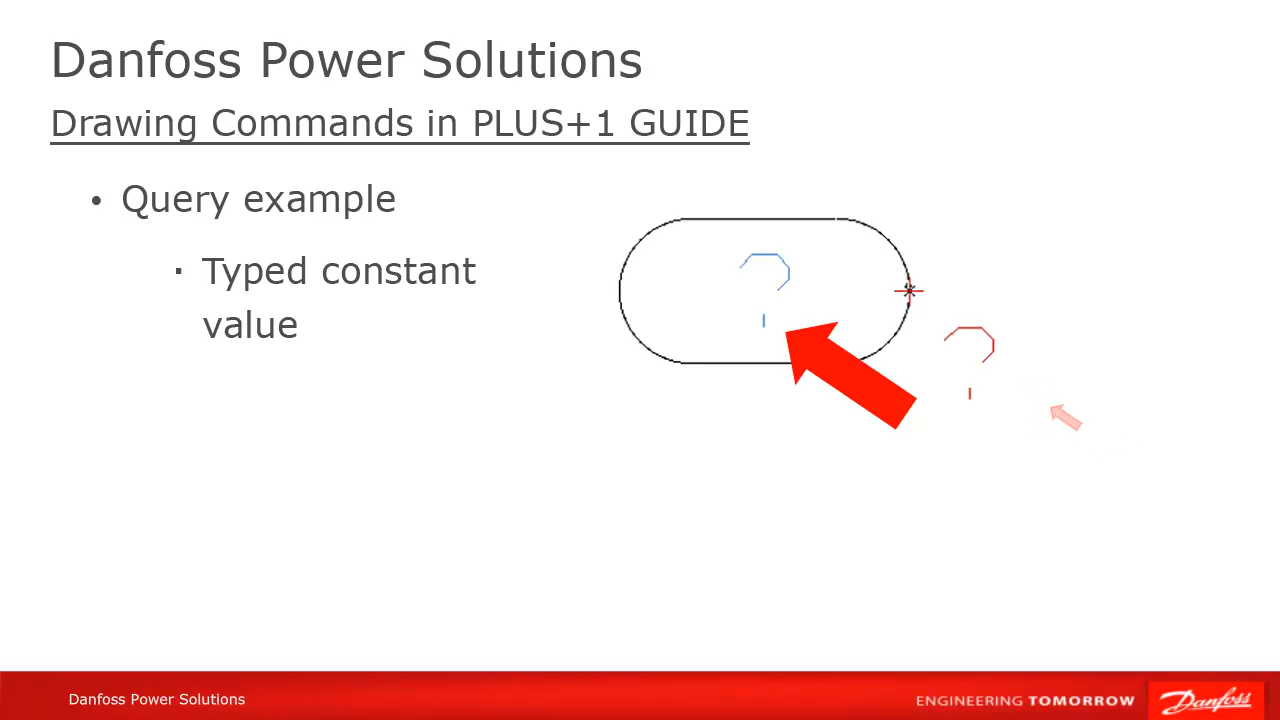 Danfoss Power Solutions
Drawing Commands in PLUS+1 GUIDE
• Query example
▪ Typed constant
value
?
?
Danfoss Power Solutions
ENGINEERING TOMORROW
Danfoss